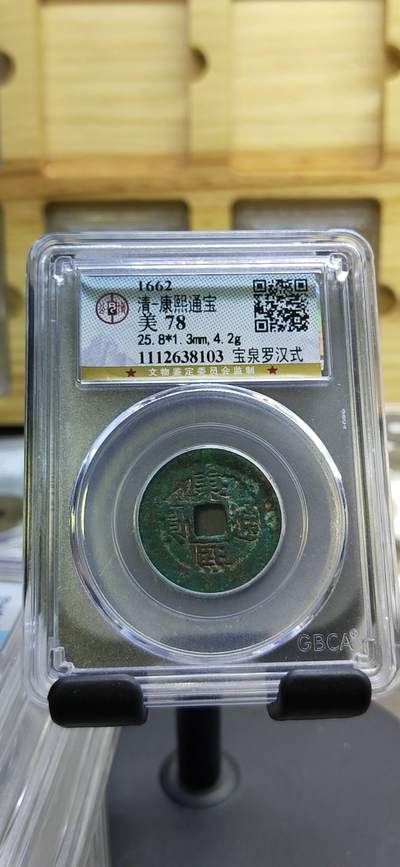 1662
清-康熙通宝
美 78
25.8*1.3mm, 4.2g
1112638103 宝泉罗汉式
★ 文物鉴定委员会监制 ★
康熙通寳
GBCA